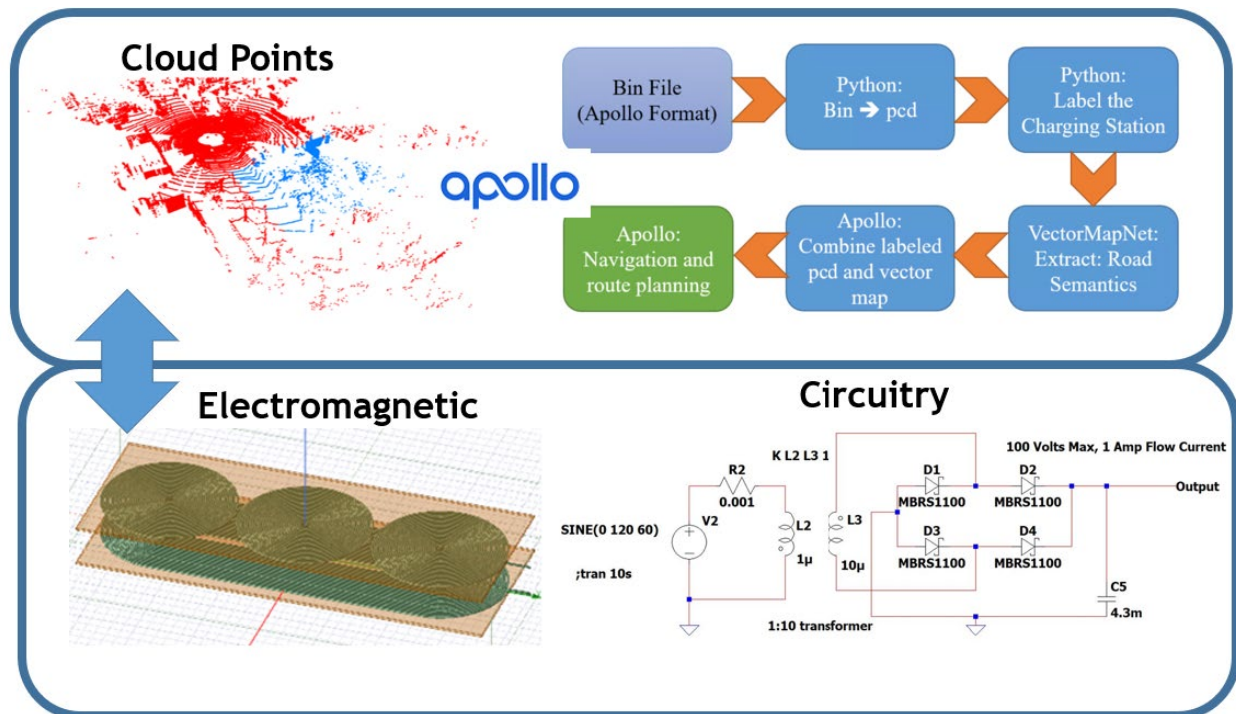 Cloud Points
Bin File
(Apollo Format)
Python:
Bin ➔ pcd
Python:
Label the
Charging Station
apollo
Apollo:
Navigation and
route planning
Apollo:
Combine labeled
pcd and vector
map
VectorMapNet:
Extract: Road
Semantics
Electromagnetic
Circuitry
K L2 L3 1
100 Volts Max, 1 Amp Flow Current
R2
0.001
D1
MBRS1100
D2
MBRS1100
Output
SINE(0 120 60)
V2
L2
1µ
L3
10µ
D3
MBRS1100
D4
MBRS1100
;tran 10s
C5
4.3m
1:10 transformer